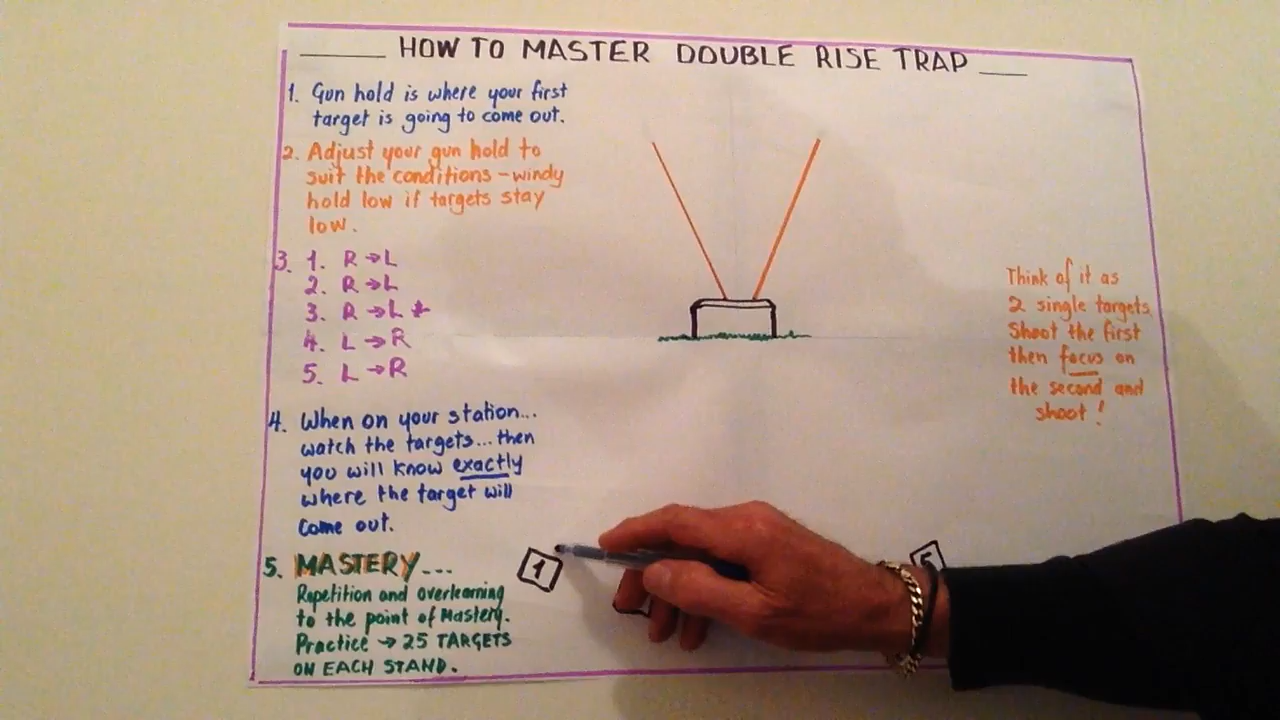 HOW TO MASTER DOUBLE RISE TRAP
1. Gun hold is where your first
target is going to come out.
2. Adjust your gun hold to
suit the conditions - windy
hold low if targets stay
low.
3. 1. R → L
2. R → L
3. R → L *
4. L → R
5. L → R
4. When on your station...
watch the targets... then
you will know exactly
where the target will
come out.
5. MASTERY...
Repetition and overlearning
to the point of Mastery.
Practice → 25 TARGETS
ON EACH STAND.
Think of it as
2 single targets.
Shoot the first
then focus on
the second and
shoot!
1
5